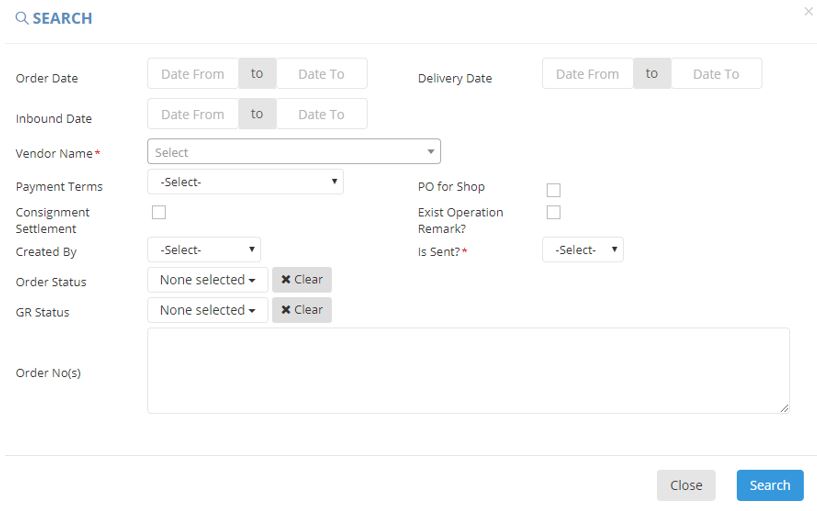 SEARCH
Order Date Date From to Date To Delivery Date Date From to Date To
Inbound Date Date From to Date To
Vendor Name* Select
Payment Terms -Select- PO for Shop
Consignment Settlement Exist Operation Remark?
Created By -Select- Is Sent?* -Select-
Order Status None selected ✖ Clear
GR Status None selected ✖ Clear
Order No(s)
Close Search